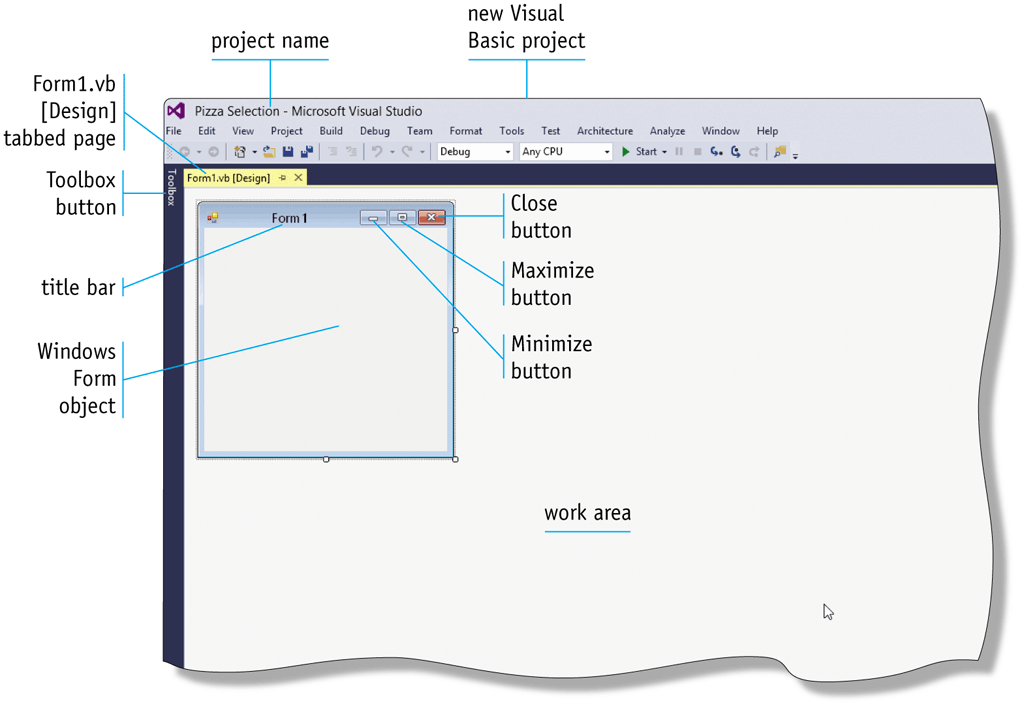 new Visual
Basic project
project name
Form1.vb
[Design]
tabbed page
Pizza Selection - Microsoft Visual Studio
File Edit View Project Build Debug Team Format Tools Test Architecture Analyze Window Help
Debug Any CPU Start
Toolbox
button
Toolbox
Form1.vb [Design]
Form 1
Close
button
Maximize
button
title bar
Minimize
button
Windows
Form
object
work area